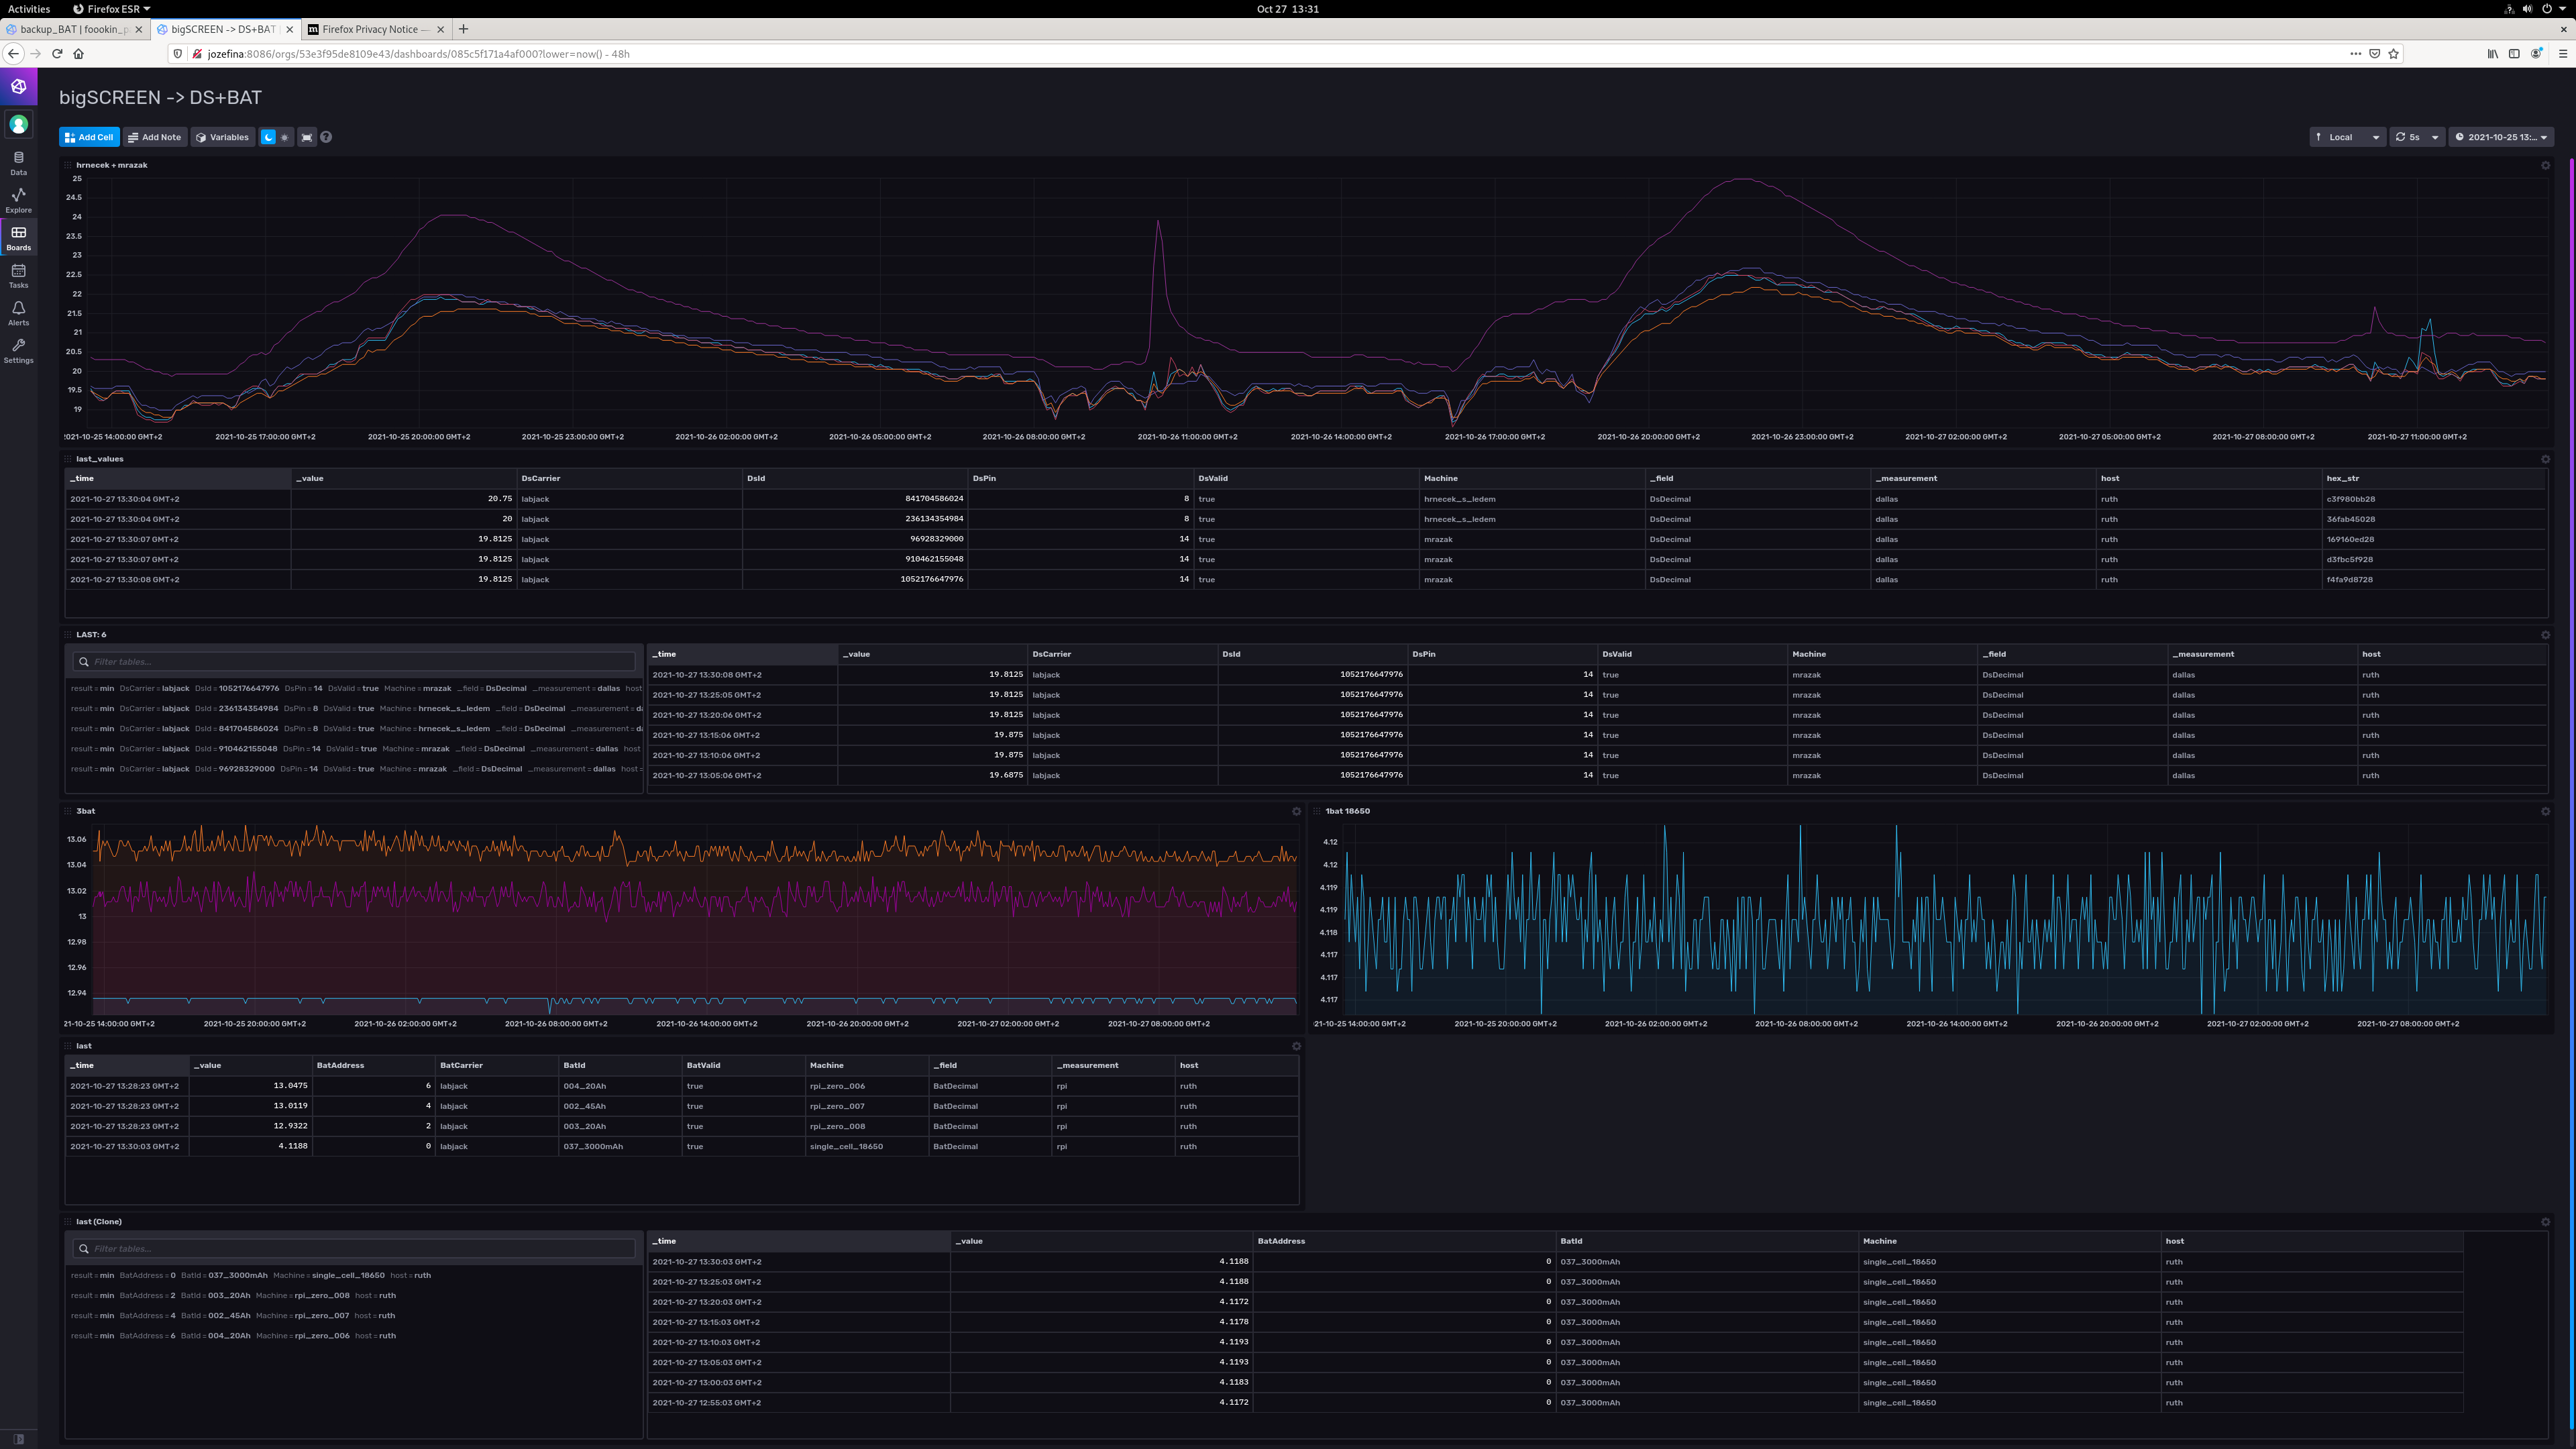 Activities Firefox ESR Oct 27 13:31
backup_BAT | foookin_p bigSCREEN -> DS+BAT Firefox Privacy Notice —
jozefina:8086/orgs/53e3f95de8109e43/dashboards/085c5f171a4af000?lower=now() - 48h
bigSCREEN -> DS+BAT
Add Cell Add Note Variables ? Local 5s 2021-10-25 13:...
Data
Explore
Boards
Tasks
Alerts
Settings
hrnecek + mrazak
25
24.5
24
23.5
23
22.5
22
21.5
21
20.5
20
19.5
19
2021-10-25 14:00:00 GMT+2 2021-10-25 17:00:00 GMT+2 2021-10-25 20:00:00 GMT+2 2021-10-25 23:00:00 GMT+2 2021-10-26 02:00:00 GMT+2 2021-10-26 05:00:00 GMT+2 2021-10-26 08:00:00 GMT+2 2021-10-26 11:00:00 GMT+2 2021-10-26 14:00:00 GMT+2 2021-10-26 17:00:00 GMT+2 2021-10-26 20:00:00 GMT+2 2021-10-26 23:00:00 GMT+2 2021-10-27 02:00:00 GMT+2 2021-10-27 05:00:00 GMT+2 2021-10-27 08:00:00 GMT+2 2021-10-27 11:00:00 GMT+2
last_values
_time _value DsCarrier DsId DsPin DsValid Machine _field _measurement host hex_str
2021-10-27 13:30:04 GMT+2 20.75 labjack 841704586024 8 true hrnecek_s_ledem DsDecimal dallas ruth c3f980bb28
2021-10-27 13:30:04 GMT+2 20 labjack 236134354984 8 true hrnecek_s_ledem DsDecimal dallas ruth 36fab45028
2021-10-27 13:30:07 GMT+2 19.8125 labjack 96928329000 14 true mrazak DsDecimal dallas ruth 169160ed28
2021-10-27 13:30:07 GMT+2 19.8125 labjack 910462155048 14 true mrazak DsDecimal dallas ruth d3fbc5f928
2021-10-27 13:30:08 GMT+2 19.8125 labjack 1052176647976 14 true mrazak DsDecimal dallas ruth f4fa9d8728
LAST: 6
Filter tables...
result = min DsCarrier = labjack DsId = 1052176647976 DsPin = 14 DsValid = true Machine = mrazak _field = DsDecimal _measurement = dallas host
result = min DsCarrier = labjack DsId = 236134354984 DsPin = 8 DsValid = true Machine = hrnecek_s_ledem _field = DsDecimal _measurement = da
result = min DsCarrier = labjack DsId = 841704586024 DsPin = 8 DsValid = true Machine = hrnecek_s_ledem _field = DsDecimal _measurement = da
result = min DsCarrier = labjack DsId = 910462155048 DsPin = 14 DsValid = true Machine = mrazak _field = DsDecimal _measurement = dallas host
result = min DsCarrier = labjack DsId = 96928329000 DsPin = 14 DsValid = true Machine = mrazak _field = DsDecimal _measurement = dallas host =
_time _value DsCarrier DsId DsPin DsValid Machine _field _measurement host
2021-10-27 13:30:08 GMT+2 19.8125 labjack 1052176647976 14 true mrazak DsDecimal dallas ruth
2021-10-27 13:25:05 GMT+2 19.8125 labjack 1052176647976 14 true mrazak DsDecimal dallas ruth
2021-10-27 13:20:06 GMT+2 19.8125 labjack 1052176647976 14 true mrazak DsDecimal dallas ruth
2021-10-27 13:15:06 GMT+2 19.875 labjack 1052176647976 14 true mrazak DsDecimal dallas ruth
2021-10-27 13:10:06 GMT+2 19.875 labjack 1052176647976 14 true mrazak DsDecimal dallas ruth
2021-10-27 13:05:06 GMT+2 19.6875 labjack 1052176647976 14 true mrazak DsDecimal dallas ruth
3bat
13.06
13.04
13.02
13
12.98
12.96
12.94
21-10-25 14:00:00 GMT+2 2021-10-25 20:00:00 GMT+2 2021-10-26 02:00:00 GMT+2 2021-10-26 08:00:00 GMT+2 2021-10-26 14:00:00 GMT+2 2021-10-26 20:00:00 GMT+2 2021-10-27 02:00:00 GMT+2 2021-10-27 08:00:00 GMT+2
1bat 18650
4.12
4.12
4.119
4.119
4.118
4.117
4.117
4.117
21-10-25 14:00:00 GMT+2 2021-10-25 20:00:00 GMT+2 2021-10-26 02:00:00 GMT+2 2021-10-26 08:00:00 GMT+2 2021-10-26 14:00:00 GMT+2 2021-10-26 20:00:00 GMT+2 2021-10-27 02:00:00 GMT+2 2021-10-27 08:00:00 GMT+2
last
_time _value BatAddress BatCarrier BatId BatValid Machine _field _measurement host
2021-10-27 13:28:23 GMT+2 13.0475 6 labjack 004_20Ah true rpi_zero_006 BatDecimal rpi ruth
2021-10-27 13:28:23 GMT+2 13.0119 4 labjack 002_45Ah true rpi_zero_007 BatDecimal rpi ruth
2021-10-27 13:28:23 GMT+2 12.9322 2 labjack 003_20Ah true rpi_zero_008 BatDecimal rpi ruth
2021-10-27 13:30:03 GMT+2 4.1188 0 labjack 037_3000mAh true single_cell_18650 BatDecimal rpi ruth
last (Clone)
Filter tables...
result = min BatAddress = 0 BatId = 037_3000mAh Machine = single_cell_18650 host = ruth
result = min BatAddress = 2 BatId = 003_20Ah Machine = rpi_zero_008 host = ruth
result = min BatAddress = 4 BatId = 002_45Ah Machine = rpi_zero_007 host = ruth
result = min BatAddress = 6 BatId = 004_20Ah Machine = rpi_zero_006 host = ruth
_time _value BatAddress BatId Machine host
2021-10-27 13:30:03 GMT+2 4.1188 0 037_3000mAh single_cell_18650 ruth
2021-10-27 13:25:03 GMT+2 4.1188 0 037_3000mAh single_cell_18650 ruth
2021-10-27 13:20:03 GMT+2 4.1172 0 037_3000mAh single_cell_18650 ruth
2021-10-27 13:15:03 GMT+2 4.1178 0 037_3000mAh single_cell_18650 ruth
2021-10-27 13:10:03 GMT+2 4.1193 0 037_3000mAh single_cell_18650 ruth
2021-10-27 13:05:03 GMT+2 4.1193 0 037_3000mAh single_cell_18650 ruth
2021-10-27 13:00:03 GMT+2 4.1183 0 037_3000mAh single_cell_18650 ruth
2021-10-27 12:55:03 GMT+2 4.1172 0 037_3000mAh single_cell_18650 ruth